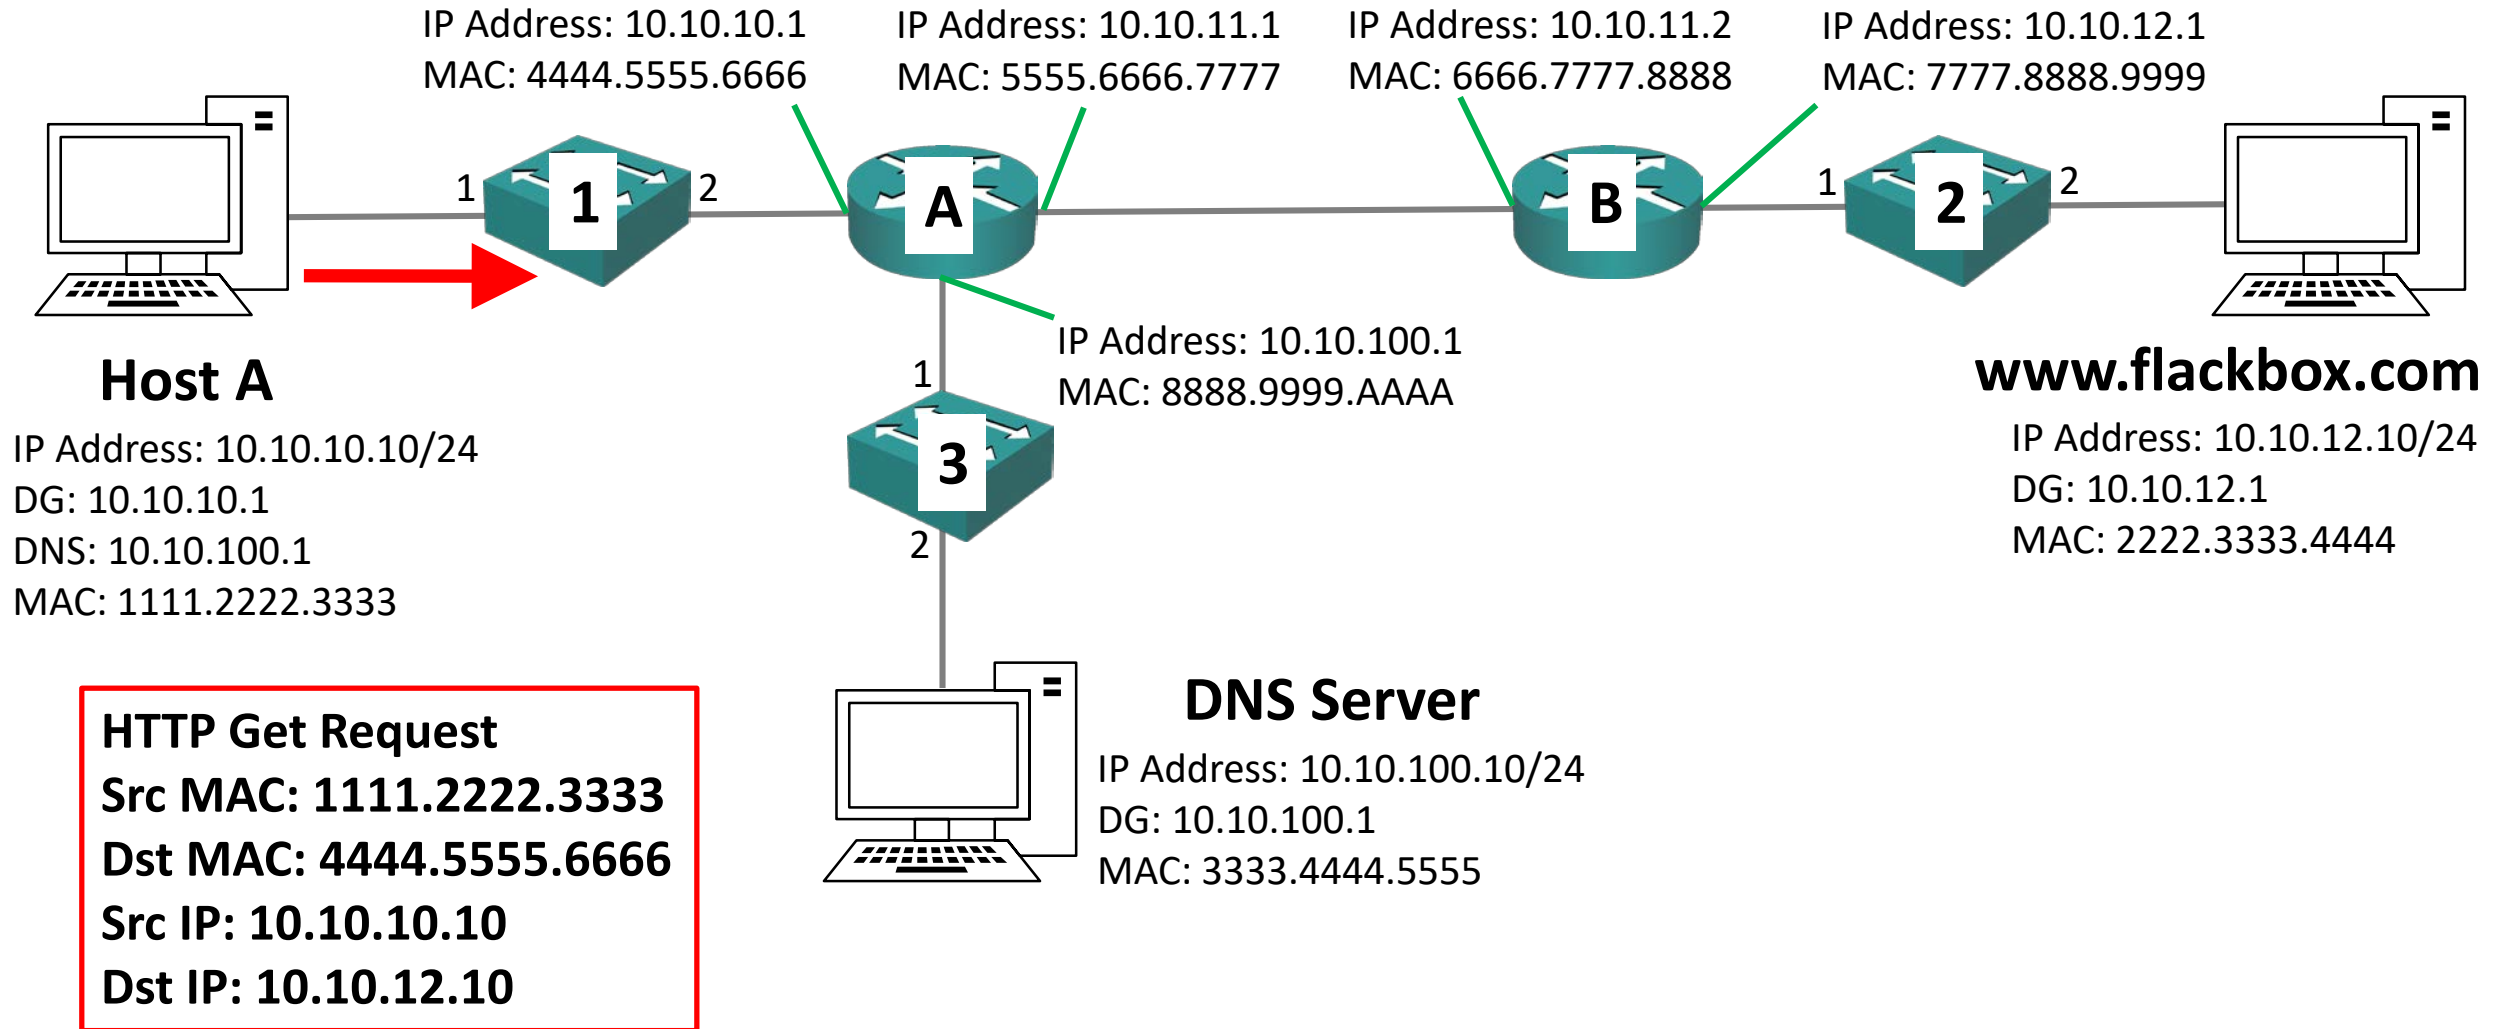 IP Address: 10.10.10.1
MAC: 4444.5555.6666
IP Address: 10.10.11.1
MAC: 5555.6666.7777
IP Address: 10.10.11.2
MAC: 6666.7777.8888
IP Address: 10.10.12.1
MAC: 7777.8888.9999
1
1
2
A
B
1
2
2
Host A
IP Address: 10.10.10.10/24
DG: 10.10.10.1
DNS: 10.10.100.1
MAC: 1111.2222.3333
IP Address: 10.10.100.1
MAC: 8888.9999.AAAA
1
3
2
www.flackbox.com
IP Address: 10.10.12.10/24
DG: 10.10.12.1
MAC: 2222.3333.4444
HTTP Get Request
Src MAC: 1111.2222.3333
Dst MAC: 4444.5555.6666
Src IP: 10.10.10.10
Dst IP: 10.10.12.10
DNS Server
IP Address: 10.10.100.10/24
DG: 10.10.100.1
MAC: 3333.4444.5555